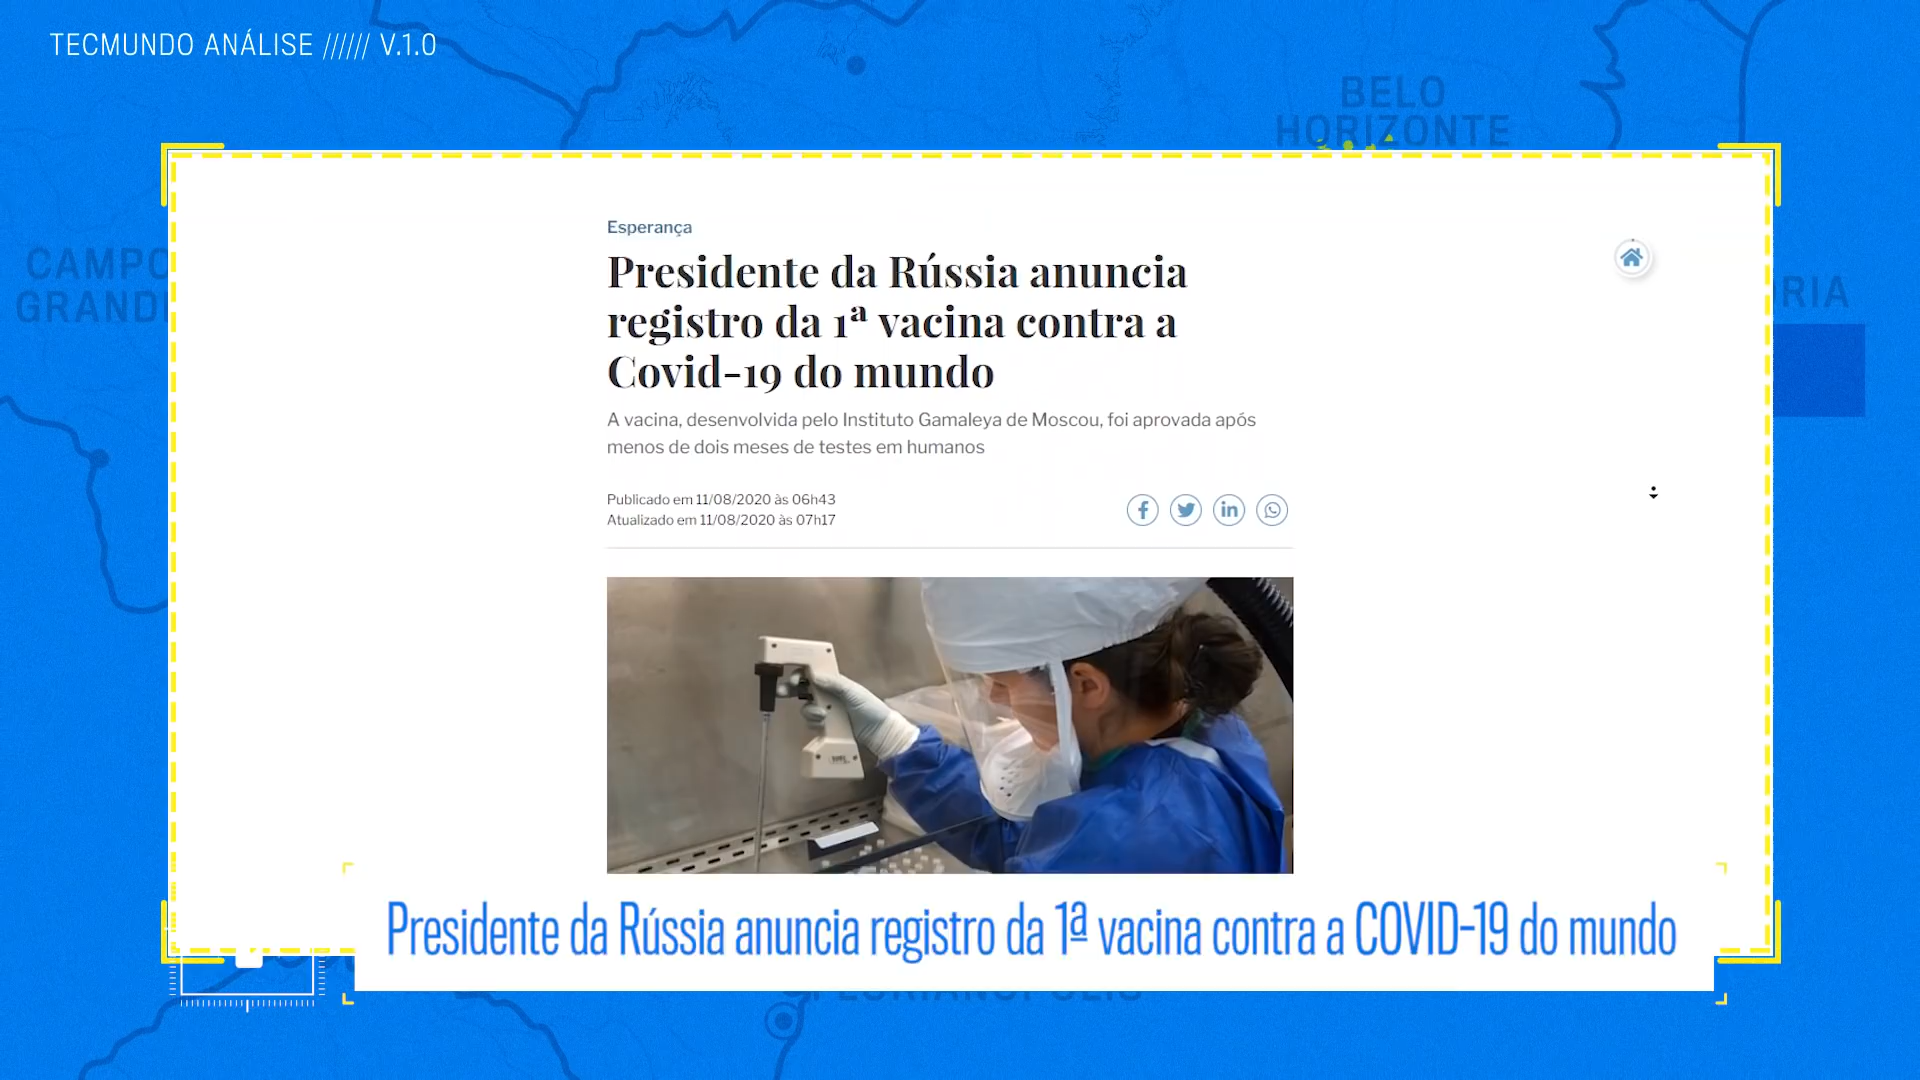 TECMUNDO ANÁLISE ////// V.1.0
BELO
HORIZONTE
CAMPO
GRANDE
Esperança
Presidente da Rússia anuncia
registro da 1ª vacina contra a
Covid-19 do mundo
A vacina, desenvolvida pelo Instituto Gamaleya de Moscou, foi aprovada após
menos de dois meses de testes em humanos
Publicado em 11/08/2020 às 06h43
Atualizado em 11/08/2020 às 07h17
Presidente da Rússia anuncia registro da 1ª vacina contra a COVID-19 do mundo